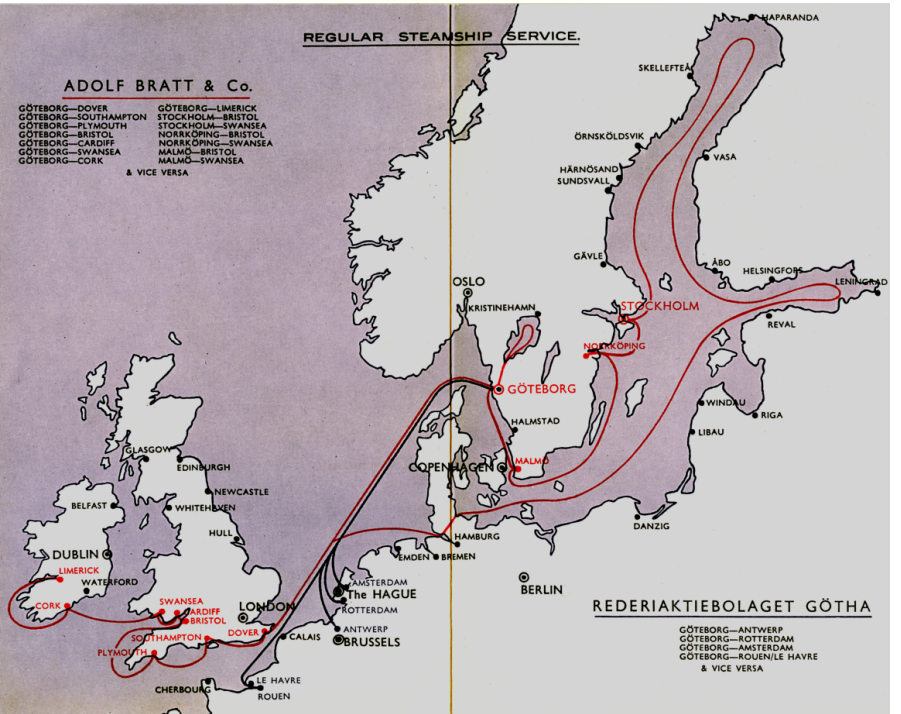 REGULAR STEAMSHIP SERVICE.
ADOLF BRATT & Co.
GÖTEBORG—DOVER
GÖTEBORG—SOUTHAMPTON
GÖTEBORG—PLYMOUTH
GÖTEBORG—BRISTOL
GÖTEBORG—CARDIFF
GÖTEBORG—SWANSEA
GÖTEBORG—CORK
GÖTEBORG—LIMERICK
STOCKHOLM—BRISTOL
STOCKHOLM—SWANSEA
NORRKÖPING—BRISTOL
NORRKÖPING—SWANSEA
MALMÖ—BRISTOL
MALMÖ—SWANSEA
& VICE VERSA
HAPARANDA
SKELLEFTEÅ
ÖRNSKÖLDSVIK
VASA
HÄRNÖSAND
SUNDSVALL
GÄVLE
ÅBO
HELSINGFORS
LENINGRAD
OSLO
KRISTINEHAMN
STOCKHOLM
REVAL
NORRKÖPING
GÖTEBORG
WINDAU
RIGA
HALMSTAD
LIBAU
GLASGOW
EDINBURGH
COPENHAGEN
MALMÖ
NEWCASTLE
BELFAST
WHITEHAVEN
DANZIG
HULL
HAMBURG
DUBLIN
EMDEN
BREMEN
LIMERICK
WATERFORD
AMSTERDAM
The HAGUE
BERLIN
CORK
SWANSEA
CARDIFF
BRISTOL
LONDON
ROTTERDAM
SOUTHAMPTON
DOVER
CALAIS
ANTWERP
BRUSSELS
PLYMOUTH
CHERBOURG
LE HAVRE
ROUEN
REDERIAKTIEBOLAGET GÖTHA
GÖTEBORG—ANTWERP
GÖTEBORG—ROTTERDAM
GÖTEBORG—AMSTERDAM
GÖTEBORG—ROUEN/LE HAVRE
& VICE VERSA